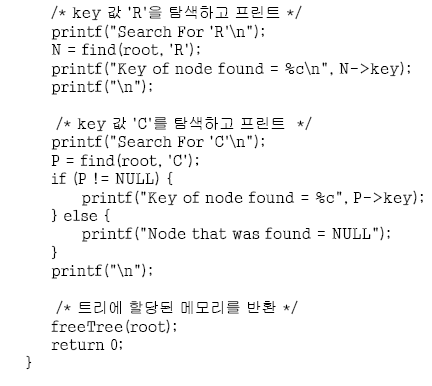 /* key 값 'R'을 탐색하고 프린트 */
printf("Search For 'R'\n");
N = find(root, 'R');
printf("Key of node found = %c\n", N->key);
printf("\n");
/* key 값 'C'를 탐색하고 프린트 */
printf("Search For 'C'\n");
P = find(root, 'C');
if (P != NULL) {
printf("Key of node found = %c", P->key);
} else {
printf("Node that was found = NULL");
}
printf("\n");
/* 트리에 할당된 메모리를 반환 */
freeTree(root);
return 0;
}